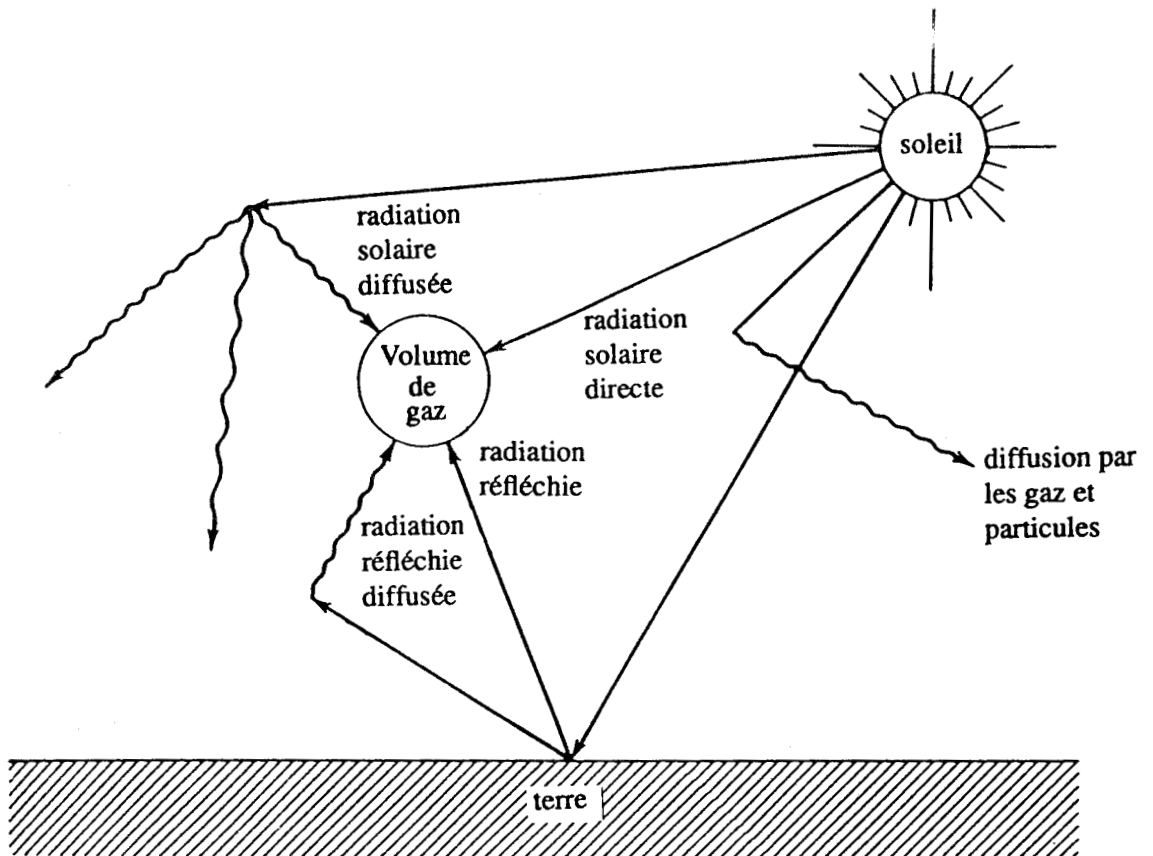 soleil
radiation
solaire
diffusée
radiation
solaire
directe
Volume
de
gaz
radiation
réfléchie
diffusion par
les gaz et
particules
radiation
réfléchie
diffusée
terre